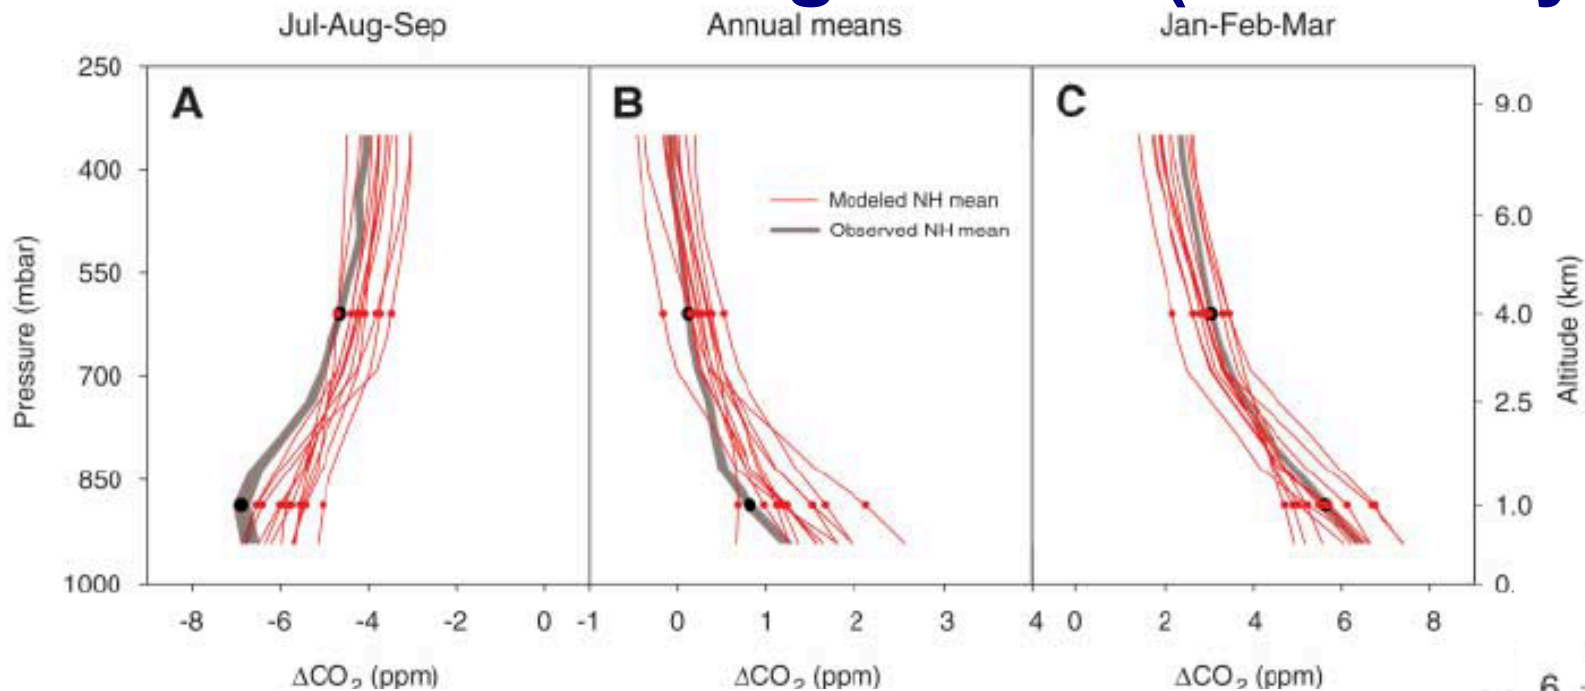 Jul-Aug-Sep
Annual means
Jan-Feb-Mar
A
B
C
250
400
550
700
850
1000
Pressure (mbar)
Modeled NH mean
Observed NH mean
9.0
6.0
4.0
2.5
1.0
0.
Altitude (km)
-8 -6 -4 -2 0 -1 0 1 2 3 4 0 2 4 6 8
ΔCO2 (ppm)
ΔCO2 (ppm)
ΔCO2 (ppm)
6